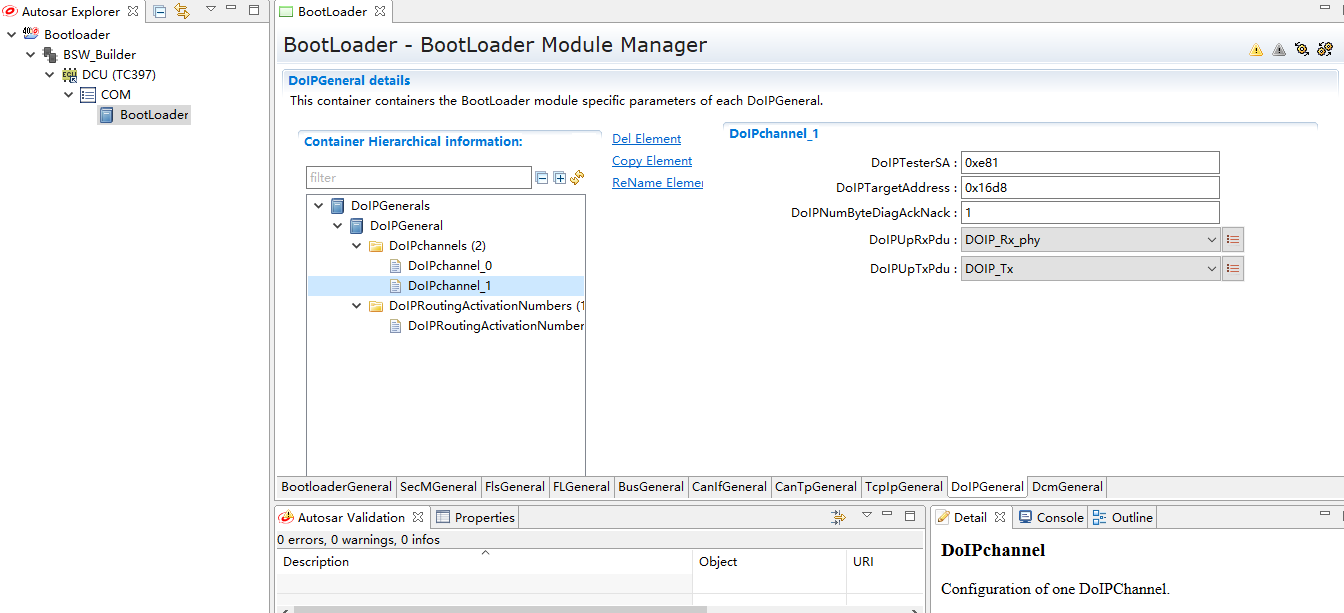 Autosar Explorer
Bootloader
BSW_Builder
DCU (TC397)
COM
BootLoader
BootLoader
BootLoader - BootLoader Module Manager
DoIPGeneral details
This container containers the BootLoader module specific parameters of each DoIPGeneral.
Container Hierarchical information:
filter
DoIPGenerals
DoIPGeneral
DoIPchannels (2)
DoIPchannel_0
DoIPchannel_1
DoIPRoutingActivationNumbers (1
DoIPRoutingActivationNumber
Del Element
Copy Element
ReName Elemer
DoIPchannel_1
DoIPTesterSA : 0xe81
DoIPTargetAddress : 0x16d8
DoIPNumByteDiagAckNack : 1
DoIPUpRxPdu : DOIP_Rx_phy
DoIPUpTxPdu : DOIP_Tx
BootloaderGeneral SecMGeneral FlsGeneral FLGeneral BusGeneral CanIfGeneral CanTpGeneral TcpIpGeneral DoIPGeneral DcmGeneral
Autosar Validation Properties
0 errors, 0 warnings, 0 infos
Description Object URI
Detail Console Outline
DoIPchannel
Configuration of one DoIPChannel.